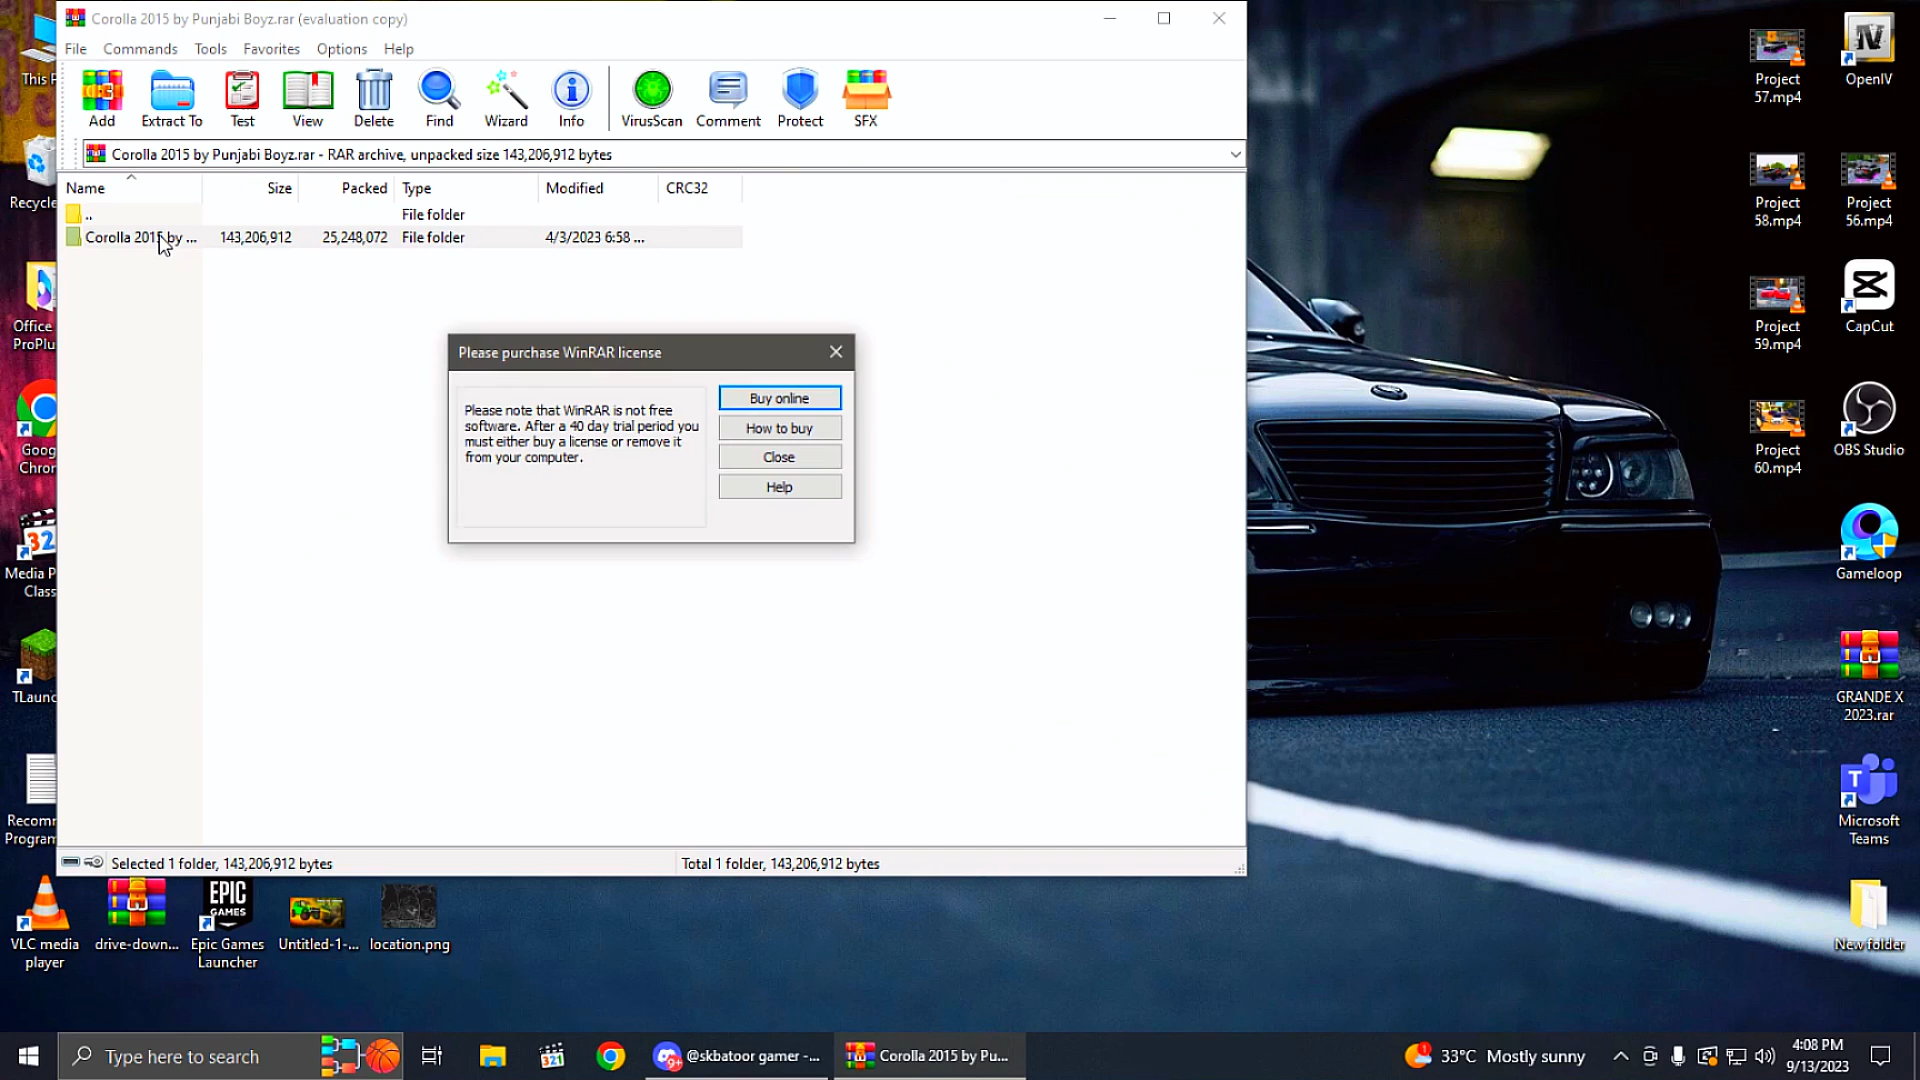 Corolla 2015 by Punjabi Boyz.rar (evaluation copy)
File Commands Tools Favorites Options Help
Add Extract To Test View Delete Find Wizard Info VirusScan Comment Protect SFX
Corolla 2015 by Punjabi Boyz.rar - RAR archive, unpacked size 143,206,912 bytes
Name Size Packed Type Modified CRC32
.. File folder
Corolla 2015 by ... 143,206,912 25,248,072 File folder 4/3/2023 6:58 ...
Please purchase WinRAR license
Please note that WinRAR is not free
software. After a 40 day trial period you
must either buy a license or remove it
from your computer.
Buy online
How to buy
Close
Help
Selected 1 folder, 143,206,912 bytes
Total 1 folder, 143,206,912 bytes
This P
Recycle
Office
ProPlu
Goog
Chron
Media P
Class
TLaunc
Recomm
Program
VLC media
player
drive-down...
EPIC
GAMES
Epic Games
Launcher
Untitled-1-...
location.png
Project
57.mp4
OpenIV
Project
58.mp4
Project
56.mp4
Project
59.mp4
CapCut
Project
60.mp4
OBS Studio
Gameloop
GRANDE X
2023.rar
Microsoft
Teams
New folder
Type here to search
321
@skbatoor gamer -...
Corolla 2015 by Pu...
33°C Mostly sunny
4:08 PM
9/13/2023